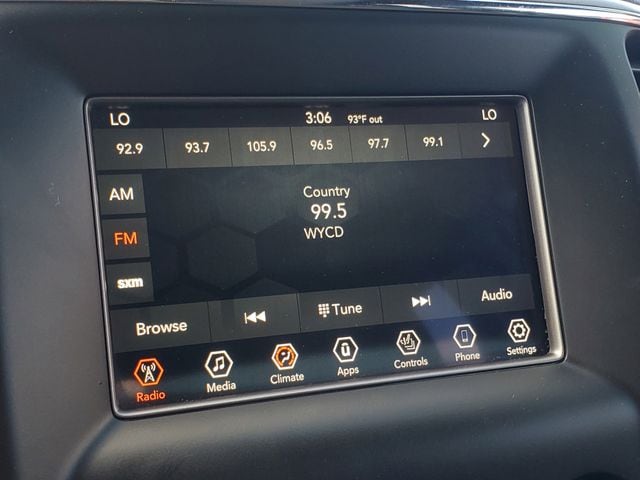 LO 3:06 93°F out LO
92.9 93.7 105.9 96.5 97.7 99.1
AM
Country
99.5
FM
WYCD
sxm
Browse Tune Audio
Radio Media Climate Apps Controls Phone Settings